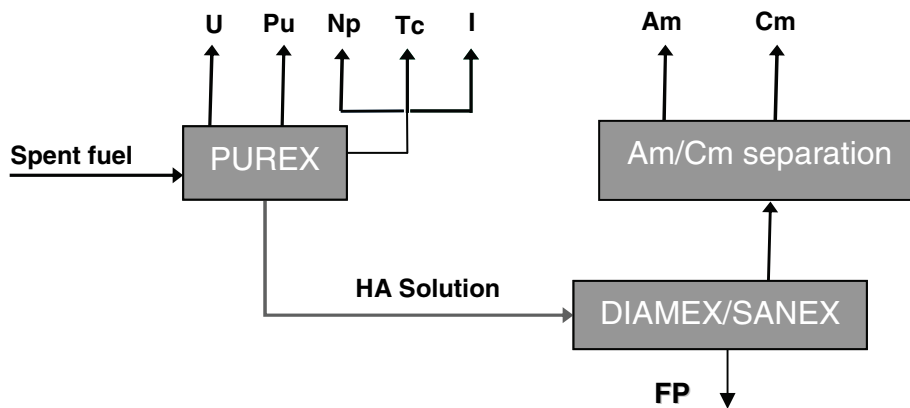 U Pu Np Tc I
Am Cm
Spent fuel
PUREX
Am/Cm separation
HA Solution
DIAMEX/SANEX
FP